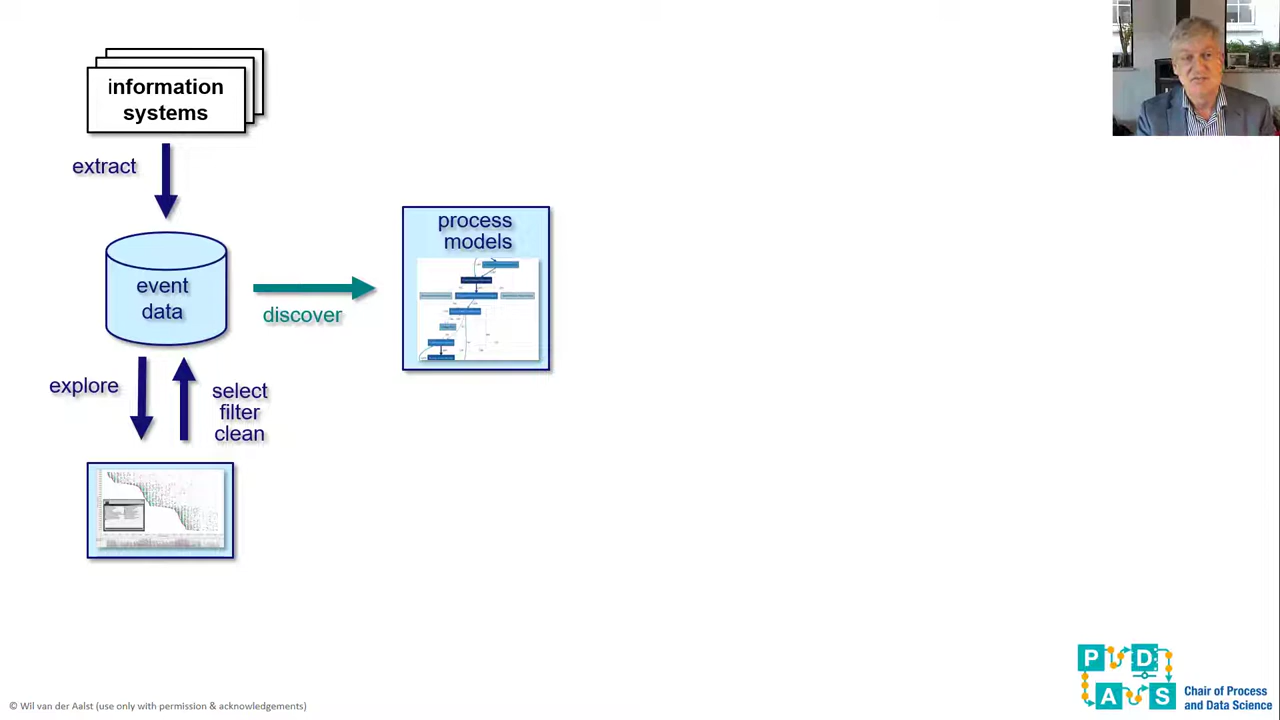 information
systems
extract
event
data
discover
process
models
explore
select
filter
clean
P D
A S
Chair of Process
and Data Science
© Wil van der Aalst (use only with permission & acknowledgements)